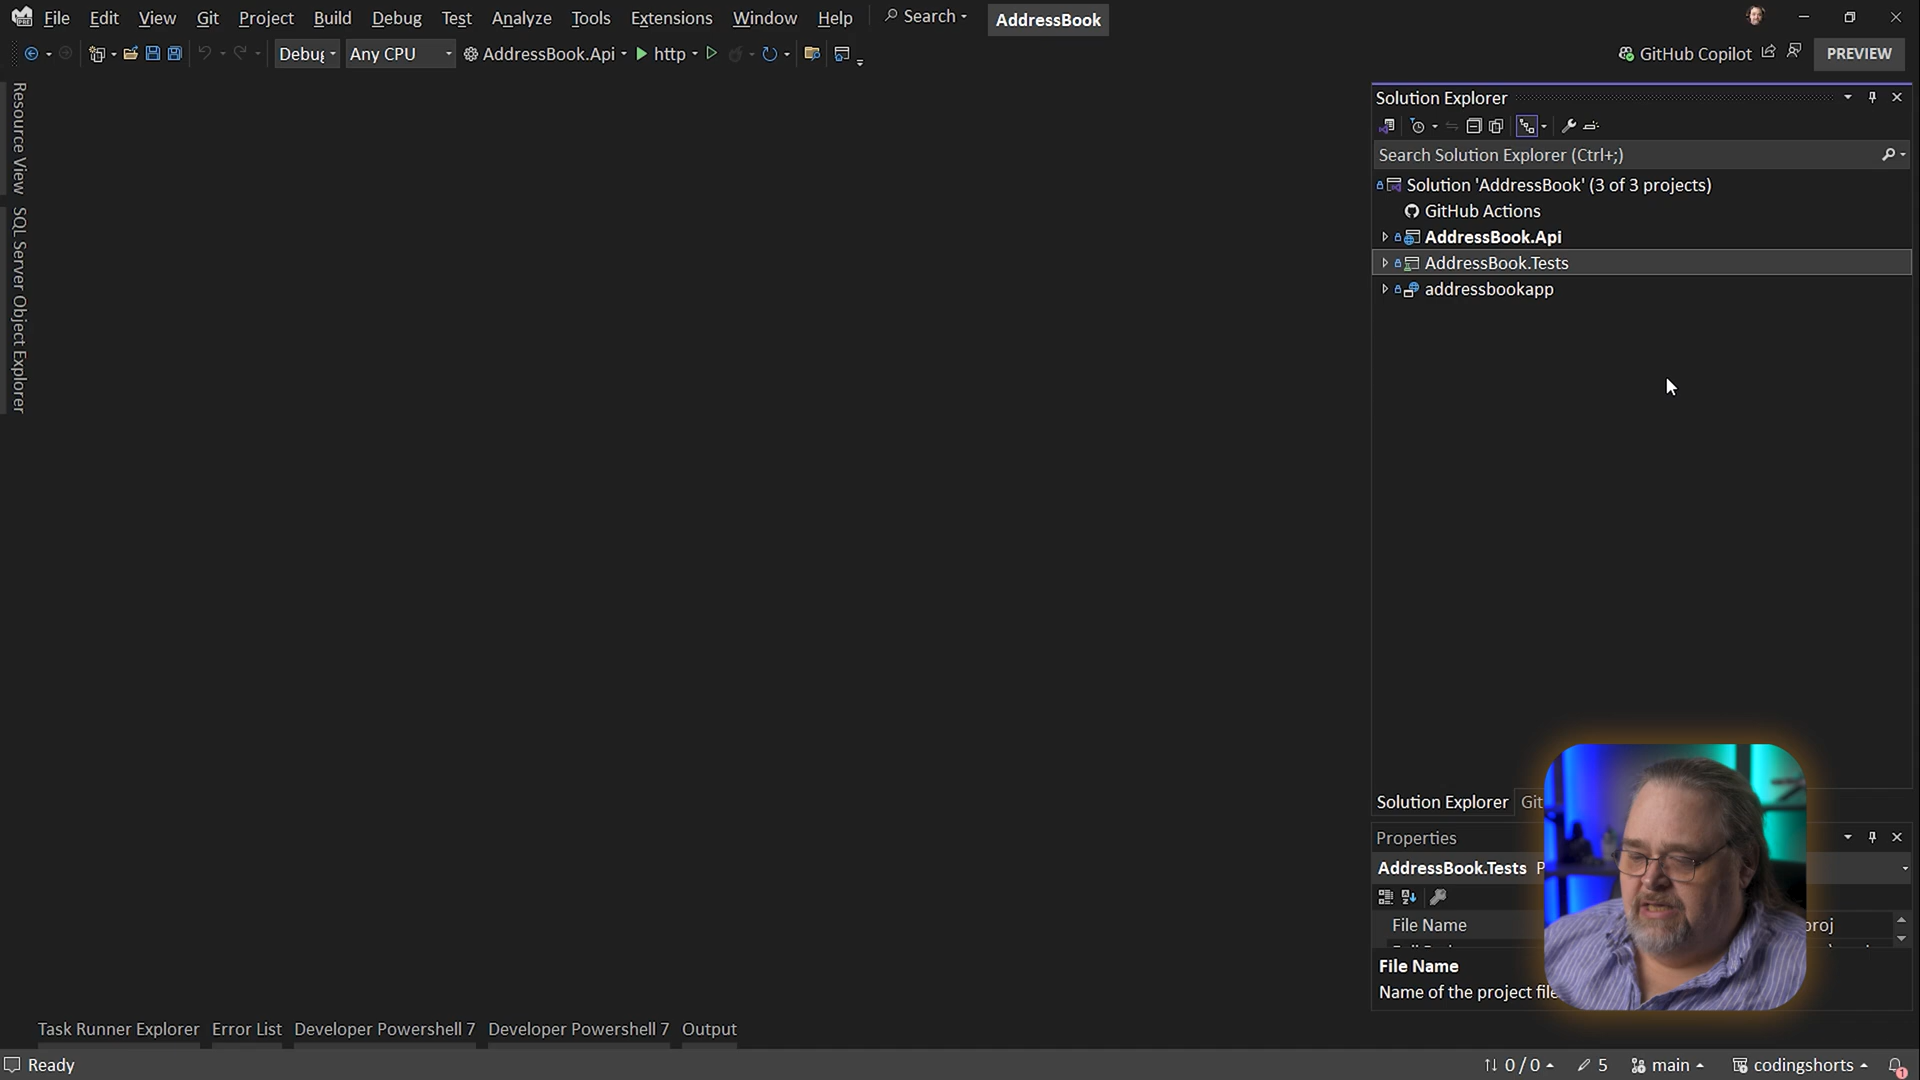 File Edit View Git Project Build Debug Test Analyze Tools Extensions Window Help Search AddressBook
Debug Any CPU AddressBook.Api http GitHub Copilot PREVIEW
Resource View
SQL Server Object Explorer
Solution Explorer
Search Solution Explorer (Ctrl+;)
Solution 'AddressBook' (3 of 3 projects)
GitHub Actions
AddressBook.Api
AddressBook.Tests
addressbookapp
Solution Explorer Git
Properties
AddressBook.Tests P
File Name proj
File Name
Name of the project file
Task Runner Explorer Error List Developer Powershell 7 Developer Powershell 7 Output
Ready 0 / 0 5 main codingshorts 1